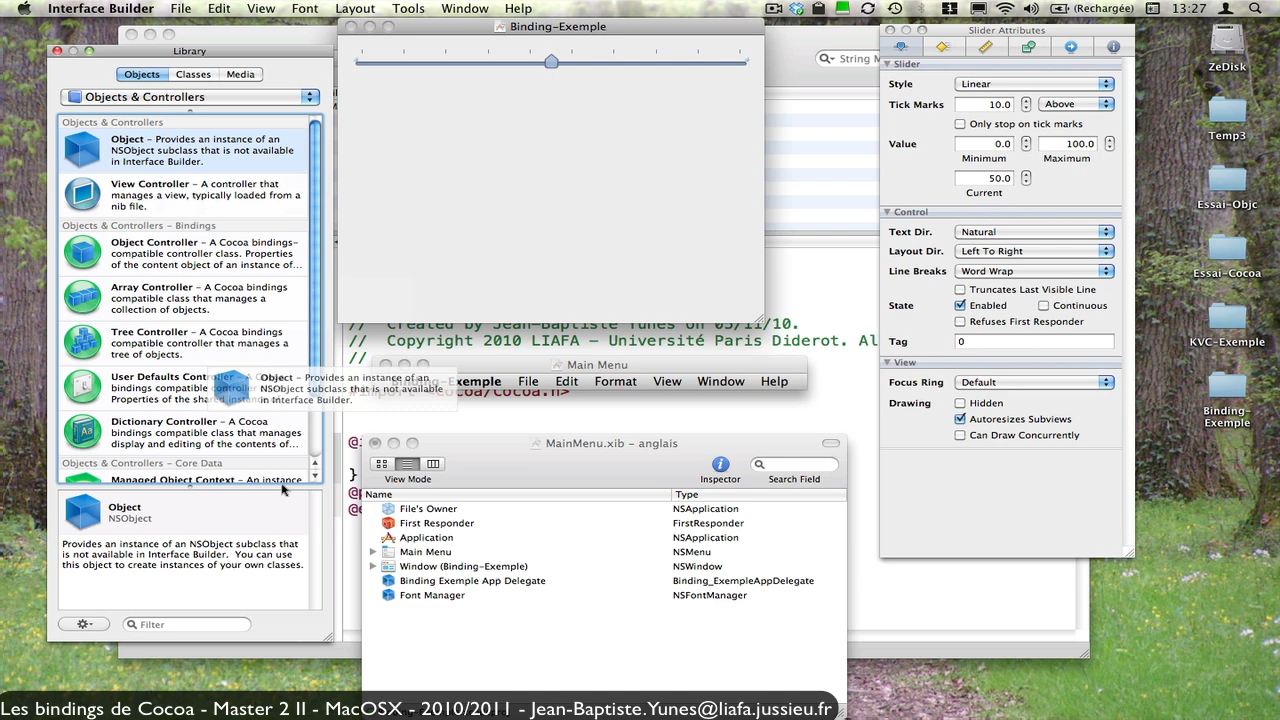 Interface Builder File Edit View Font Layout Tools Window Help (Rechargée) 13:27
Library
Objects Classes Media
Objects & Controllers
Objects & Controllers
Object – Provides an instance of an
NSObject subclass that is not available
in Interface Builder.
View Controller – A controller that
manages a view, typically loaded from a
nib file.
Objects & Controllers – Bindings
Object Controller – A Cocoa bindings-
compatible controller class. Properties
of the content object of an instance of...
Array Controller – A Cocoa bindings
compatible class that manages a
collection of objects.
Tree Controller – A Cocoa bindings
compatible controller that manages a
tree of objects.
User Defaults Controller – A Cocoa
bindings compatible controller
Properties of the shared instance
Dictionary Controller – A Cocoa
bindings compatible class that manages
display and editing of the contents of...
Objects & Controllers – Core Data
Managed Object Context – An instance
Object – Provides an instance of an
NSObject subclass that is not available
in Interface Builder.
Object
NSObject
Provides an instance of an NSObject subclass that
is not available in Interface Builder. You can use
this object to create instances of your own classes.
Filter
Binding-Exemple
String M
// Created by Jean-Baptiste Yunès on 05/11/10.
// Copyright 2010 LIAFA – Université Paris Diderot. Al
//
Main Menu
Binding-Exemple File Edit Format View Window Help
#import <Cocoa/Cocoa.h>
@i
}
@p
@e
MainMenu.xib – anglais
View Mode Inspector Search Field
Name Type
File's Owner NSApplication
First Responder FirstResponder
Application NSApplication
Main Menu NSMenu
Window (Binding-Exemple) NSWindow
Binding Exemple App Delegate Binding_ExempleAppDelegate
Font Manager NSFontManager
Slider Attributes
Slider
Style Linear
Tick Marks 10.0 Above
Only stop on tick marks
Value 0.0 100.0
Minimum Maximum
50.0
Current
Control
Text Dir. Natural
Layout Dir. Left To Right
Line Breaks Word Wrap
Truncates Last Visible Line
State Enabled Continuous
Refuses First Responder
Tag 0
View
Focus Ring Default
Drawing Hidden
Autoresizes Subviews
Can Draw Concurrently
ZeDisk
Temp3
Essai-Objc
Essai-Cocoa
KVC-Exemple
Binding-
Exemple
Les bindings de Cocoa - Master 2 II - MacOSX - 2010/2011 - Jean-Baptiste.Yunes@liafa.jussieu.fr